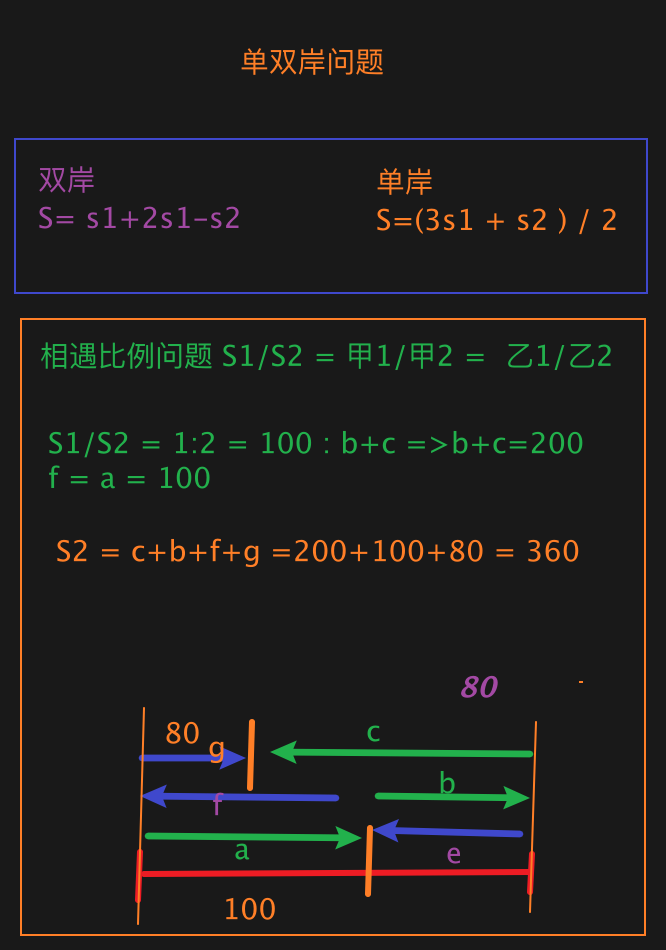 单双岸问题
双岸
S= s1+2s1-s2
单岸
S=(3s1 + s2 ) / 2
相遇比例问题 S1/S2 = 甲1/甲2 = 乙1/乙2
S1/S2 = 1:2 = 100 : b+c =>b+c=200
f = a = 100
S2 = c+b+f+g =200+100+80 = 360
80
80
g
c
f
b
a
e
100